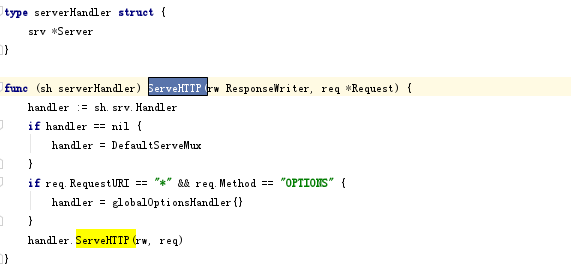 type serverHandler struct {
    srv *Server
}
func (sh serverHandler) ServeHTTP(rw ResponseWriter, req *Request) {
    handler := sh.srv.Handler
    if handler == nil {
        handler = DefaultServeMux
    }
    if req.RequestURI == "*" && req.Method == "OPTIONS" {
        handler = globalOptionsHandler{}
    }
    handler.ServeHTTP(rw, req)
}